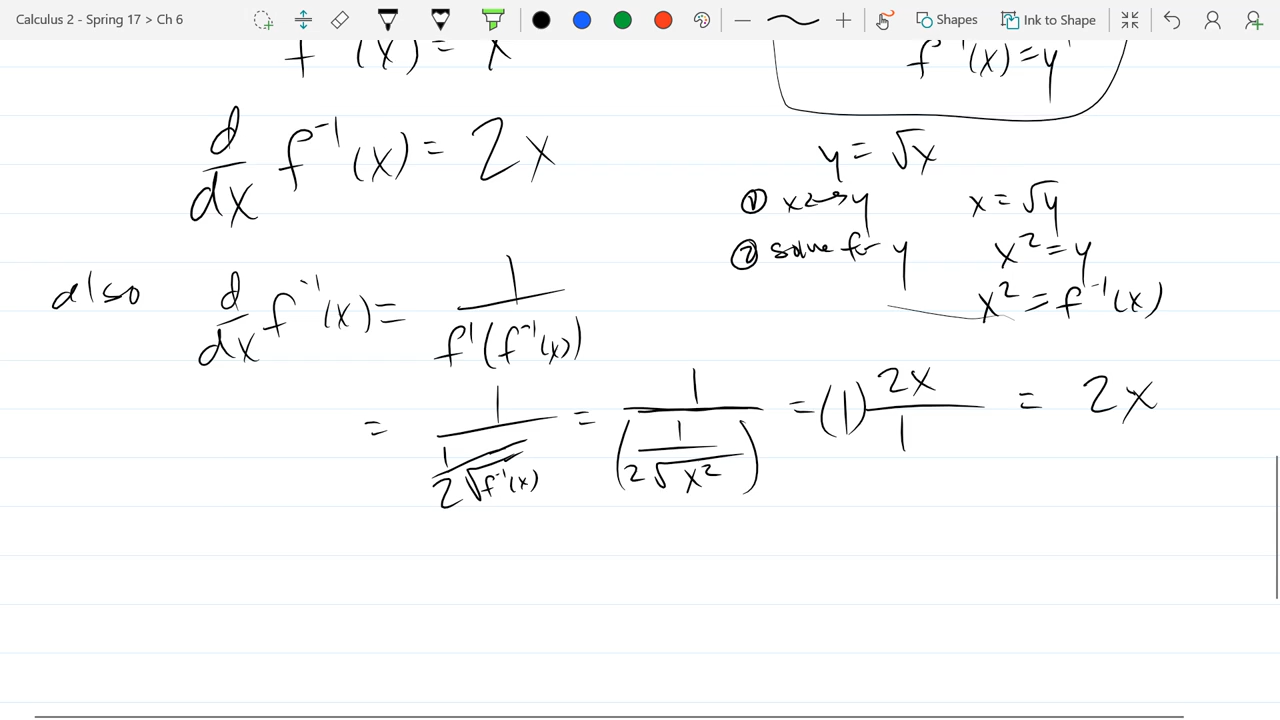 Calculus 2 - Spring 17 > Ch 6 Shapes Ink to Shape
f⁻¹(x) = x
f⁻¹(x) = y
d/dx f⁻¹(x) = 2x
y = √x
① x↔y x = √y
② solve for y x² = y
x² = f⁻¹(x)
also d/dx f⁻¹(x) = 1/f'(f⁻¹(x))
= 1/(1/(2√f⁻¹(x))) = 1/(1/(2√x²)) = (1) 2x/1 = 2x